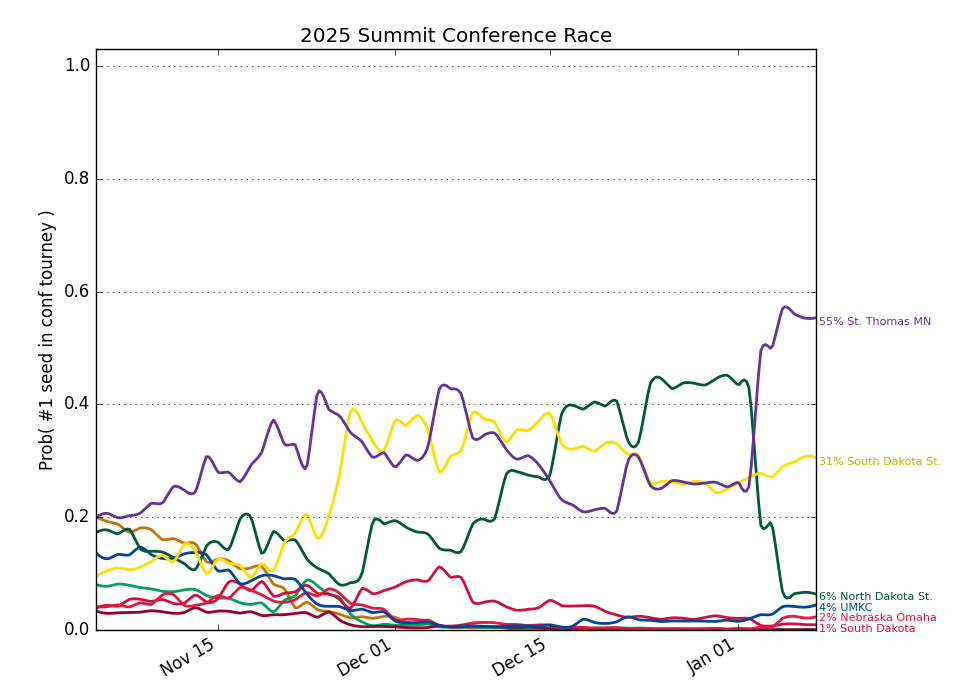 2025 Summit Conference Race
Prob( #1 seed in conf tourney )
1.0
0.8
0.6
0.4
0.2
0.0
Nov 15
Dec 01
Dec 15
Jan 01
55% St. Thomas MN
31% South Dakota St.
6% North Dakota St.
4% UMKC
2% Nebraska Omaha
1% South Dakota